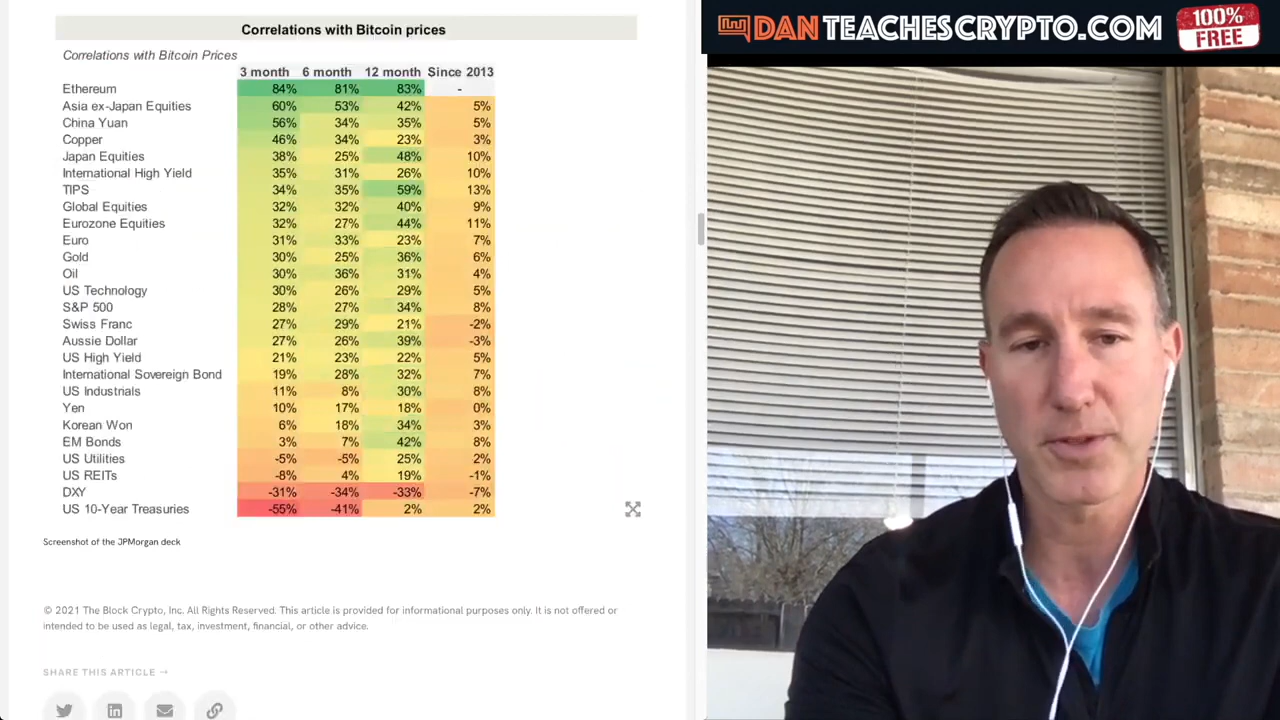 Correlations with Bitcoin prices
Correlations with Bitcoin Prices
3 month 6 month 12 month Since 2013
Ethereum 84% 81% 83% -
Asia ex-Japan Equities 60% 53% 42% 5%
China Yuan 56% 34% 35% 5%
Copper 46% 34% 23% 3%
Japan Equities 38% 25% 48% 10%
International High Yield 35% 31% 26% 10%
TIPS 34% 35% 59% 13%
Global Equities 32% 32% 40% 9%
Eurozone Equities 32% 27% 44% 11%
Euro 31% 33% 23% 7%
Gold 30% 25% 36% 6%
Oil 30% 36% 31% 4%
US Technology 30% 26% 29% 5%
S&P 500 28% 27% 34% 8%
Swiss Franc 27% 29% 21% -2%
Aussie Dollar 27% 26% 39% -3%
US High Yield 21% 23% 22% 5%
International Sovereign Bond 19% 28% 32% 7%
US Industrials 11% 8% 30% 8%
Yen 10% 17% 18% 0%
Korean Won 6% 18% 34% 3%
EM Bonds 3% 7% 42% 8%
US Utilities -5% -5% 25% 2%
US REITs -8% 4% 19% -1%
DXY -31% -34% -33% -7%
US 10-Year Treasuries -55% -41% 2% 2%
Screenshot of the JPMorgan deck
© 2021 The Block Crypto, Inc. All Rights Reserved. This article is provided for informational purposes only. It is not offered or
intended to be used as legal, tax, investment, financial, or other advice.
SHARE THIS ARTICLE →
DANTEACHESCRYPTO.COM
100%
FREE